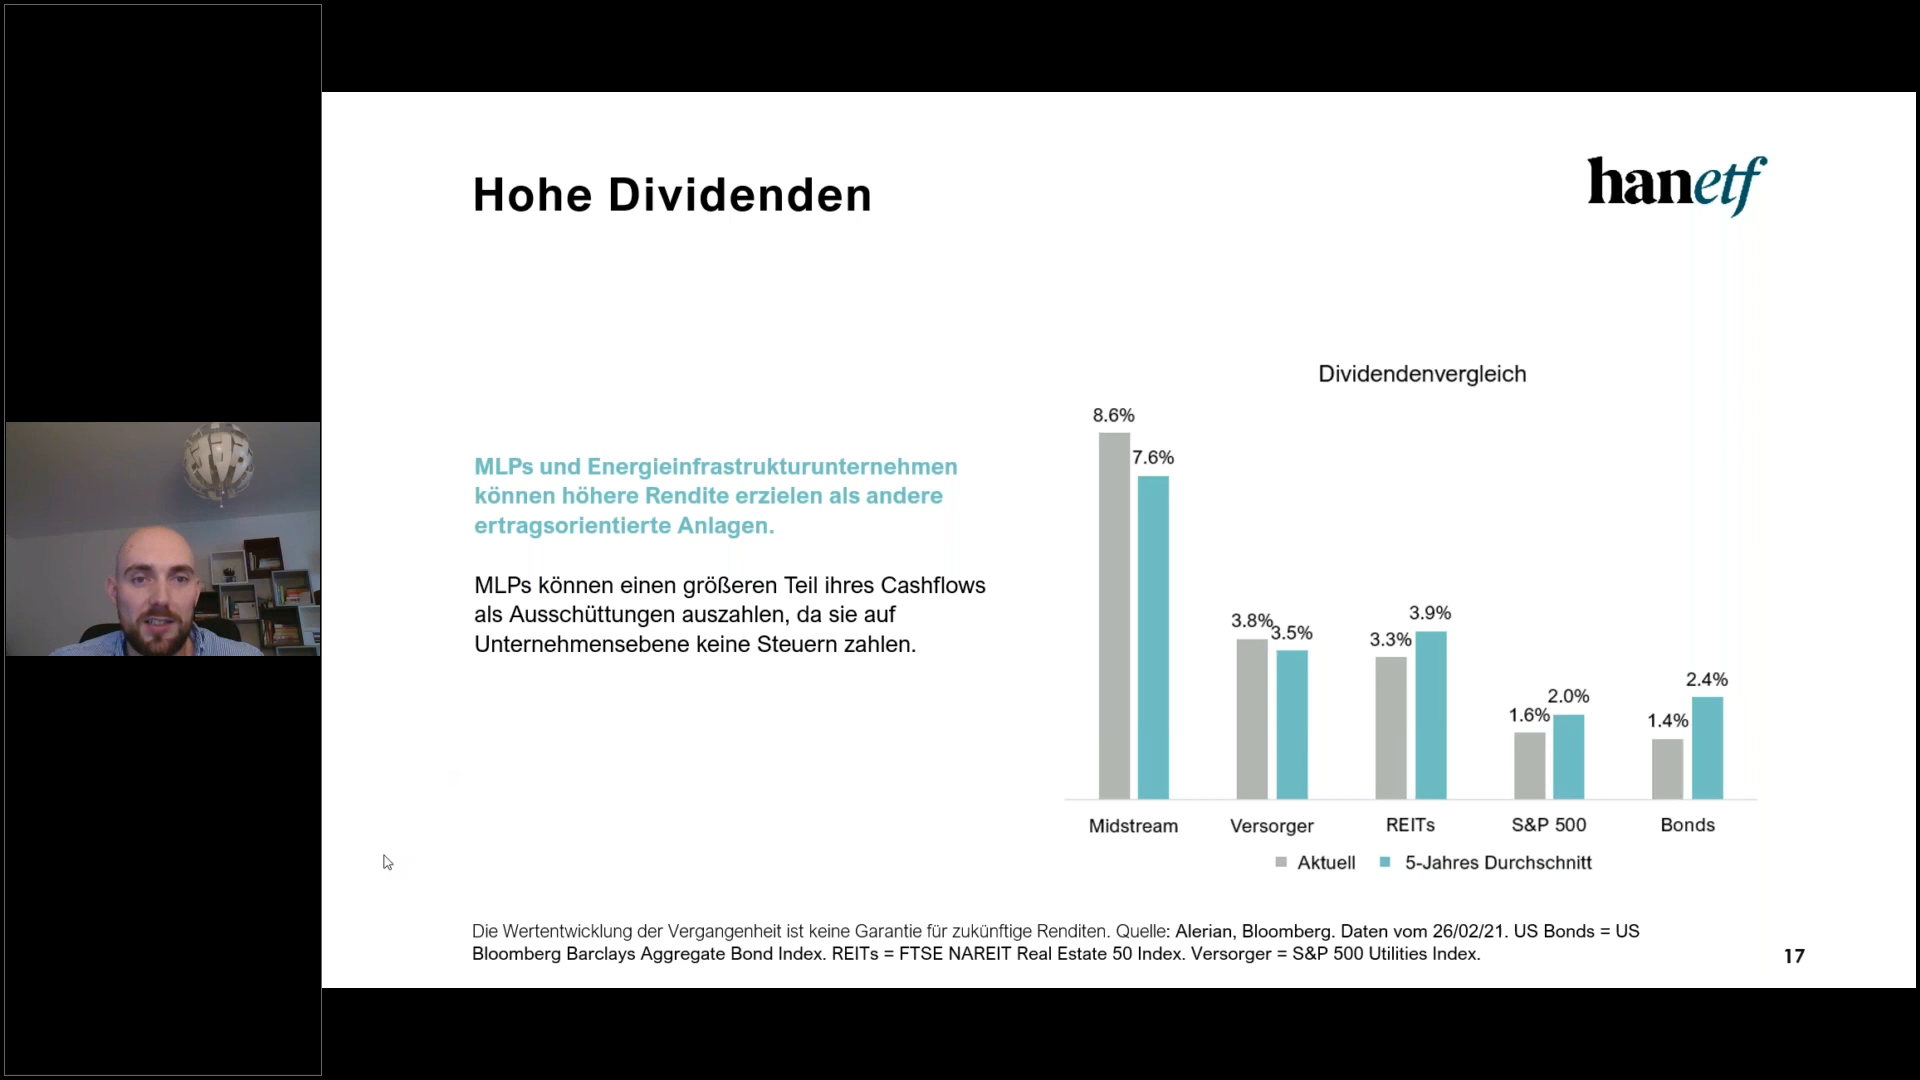 Hohe Dividenden
hanetf
MLPs und Energieinfrastrukturunternehmen
können höhere Rendite erzielen als andere
ertragsorientierte Anlagen.
MLPs können einen größeren Teil ihres Cashflows
als Ausschüttungen auszahlen, da sie auf
Unternehmensebene keine Steuern zahlen.
Dividendenvergleich
8.6%
7.6%
3.8%
3.5%
3.3%
3.9%
1.6%
2.0%
1.4%
2.4%
Midstream Versorger REITs S&P 500 Bonds
Aktuell 5-Jahres Durchschnitt
Die Wertentwicklung der Vergangenheit ist keine Garantie für zukünftige Renditen. Quelle: Alerian, Bloomberg. Daten vom 26/02/21. US Bonds = US
Bloomberg Barclays Aggregate Bond Index. REITs = FTSE NAREIT Real Estate 50 Index. Versorger = S&P 500 Utilities Index.
17